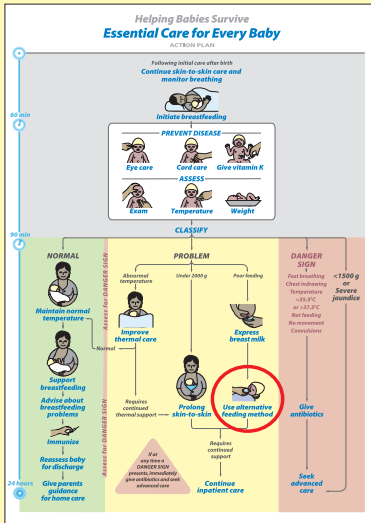 Helping Babies Survive
Essential Care for Every Baby
ACTION PLAN
Following initial care after birth
Continue skin-to-skin care and
monitor breathing
Initiate breastfeeding
60 min
PREVENT DISEASE
Eye care
Cord care
Give vitamin K
ASSESS
Exam
Temperature
Weight
90 min
CLASSIFY
NORMAL
Maintain normal
temperature
Support
breastfeeding
Advise about
breastfeeding
problems
Immunize
Reassess baby
for discharge
Give parents
guidance
for home care
Assess for DANGER SIGN
Assess for DANGER SIGN
PROBLEM
Abnormal
temperature
Improve
thermal care
Normal
Requires
continued
thermal support
Under 2000 g
Prolong
skin-to-skin
Poor feeding
Express
breast milk
Use alternative
feeding method
Requires
continued
support
Continue
inpatient care
If at
any time a
DANGER SIGN
presents, immediately
give antibiotics and seek
advanced care
DANGER
SIGN
Fast breathing
Chest indrawing
Temperature
<35.5°C
or >37.5°C
Not feeding
No movement
Convulsions
Give
antibiotics
Seek
advanced care
<1500 g
or
Severe
jaundice
24 hours